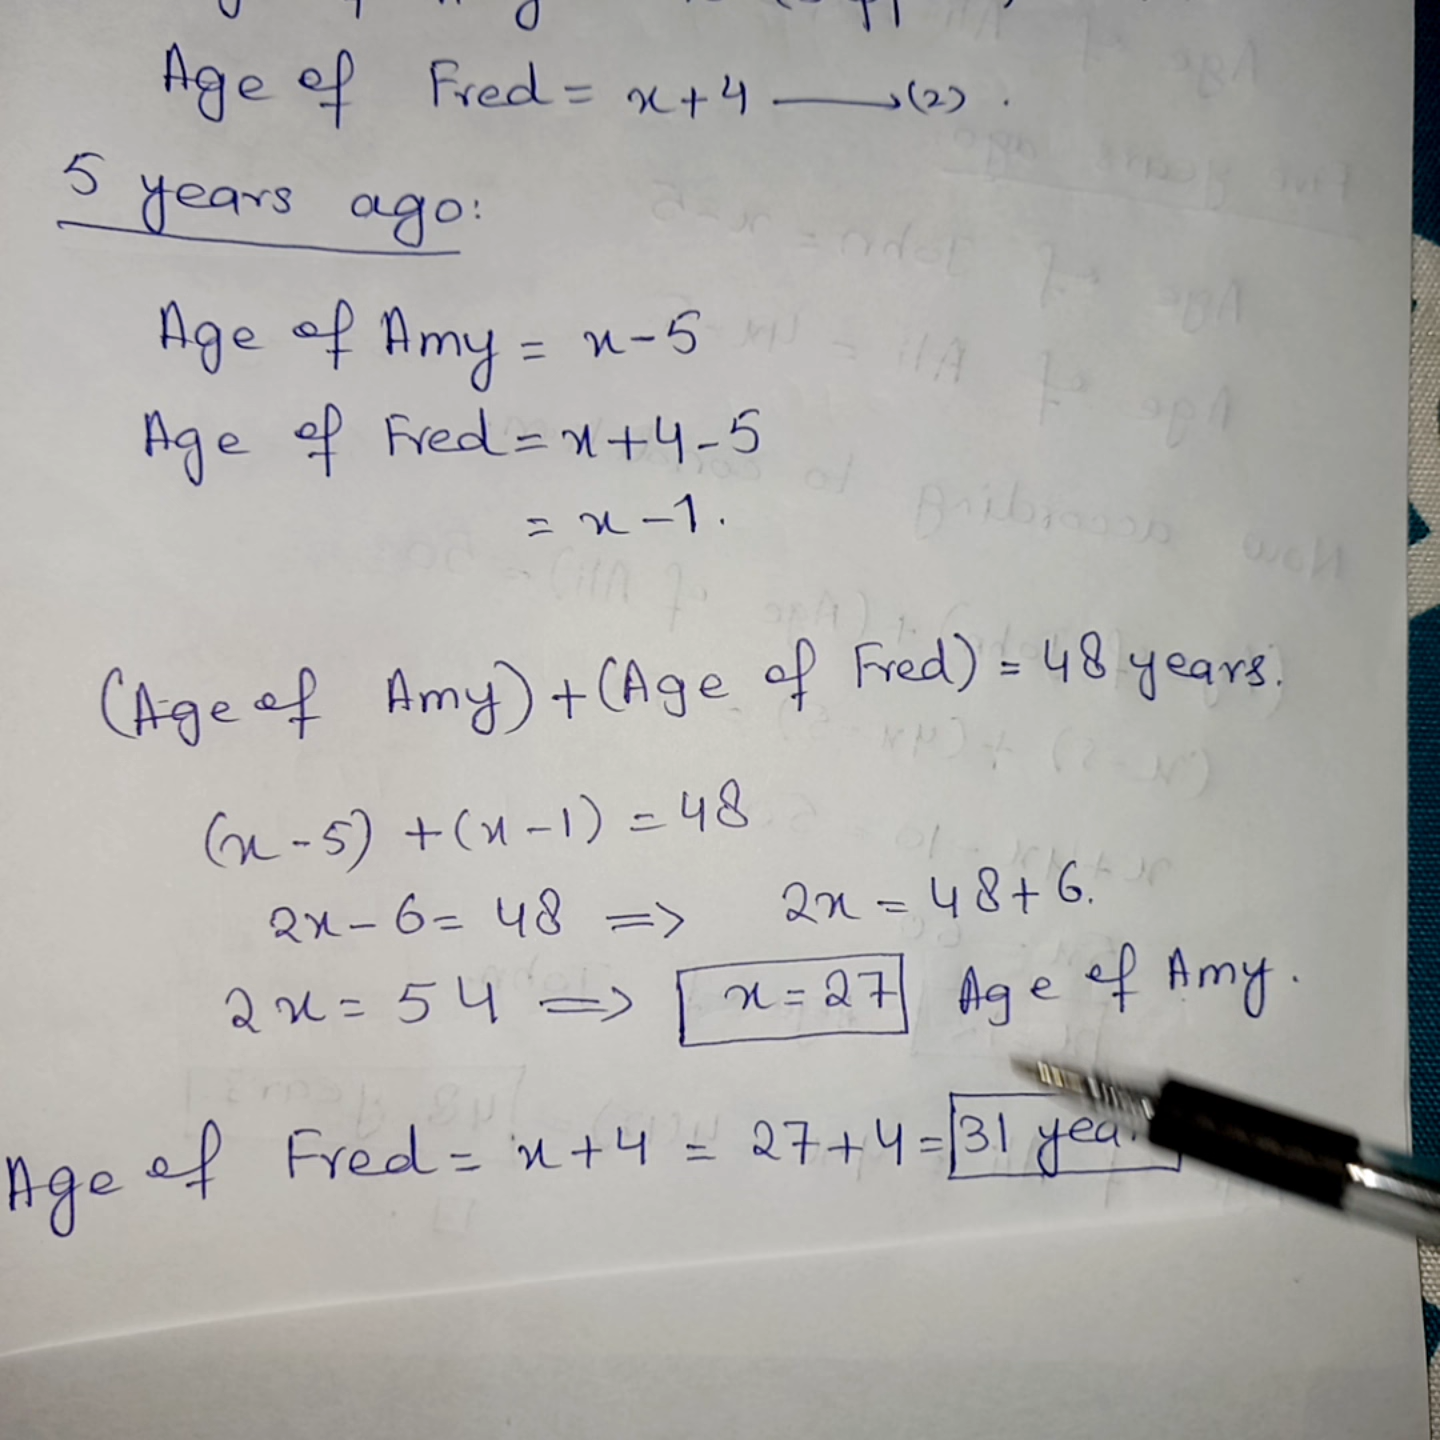 Age of Fred = x+4 ⟶(2) .
5 years ago:
Age of Amy = x-5
Age of Fred = x+4-5
= x-1.
(Age of Amy) + (Age of Fred) = 48 years.
(x-5) + (x-1) = 48
2x-6 = 48 => 2x = 48+6.
2x = 54 => x = 27 Age of Amy.
Age of Fred = x+4 = 27+4 = 31